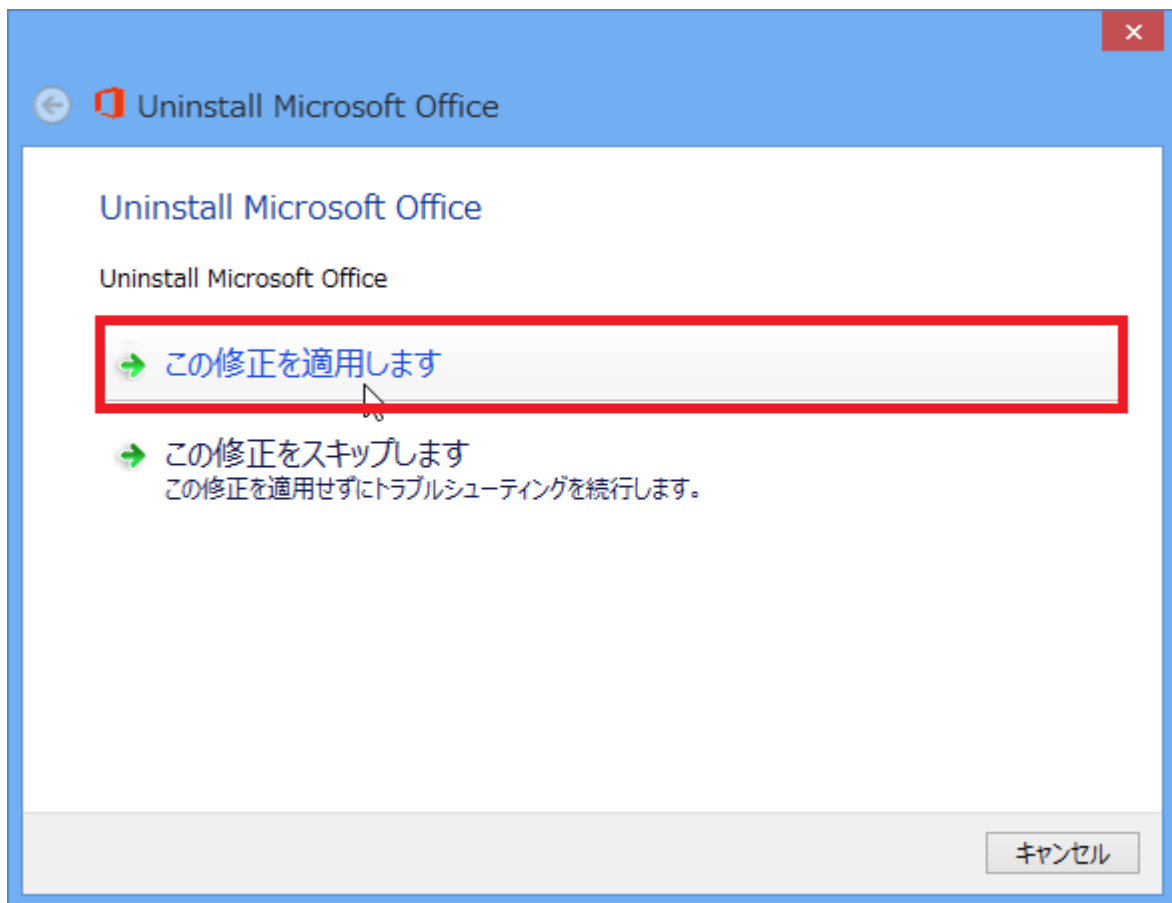 Uninstall Microsoft Office
Uninstall Microsoft Office
Uninstall Microsoft Office
この修正を適用します
この修正をスキップします
この修正を適用せずにトラブルシューティングを続行します。
キャンセル